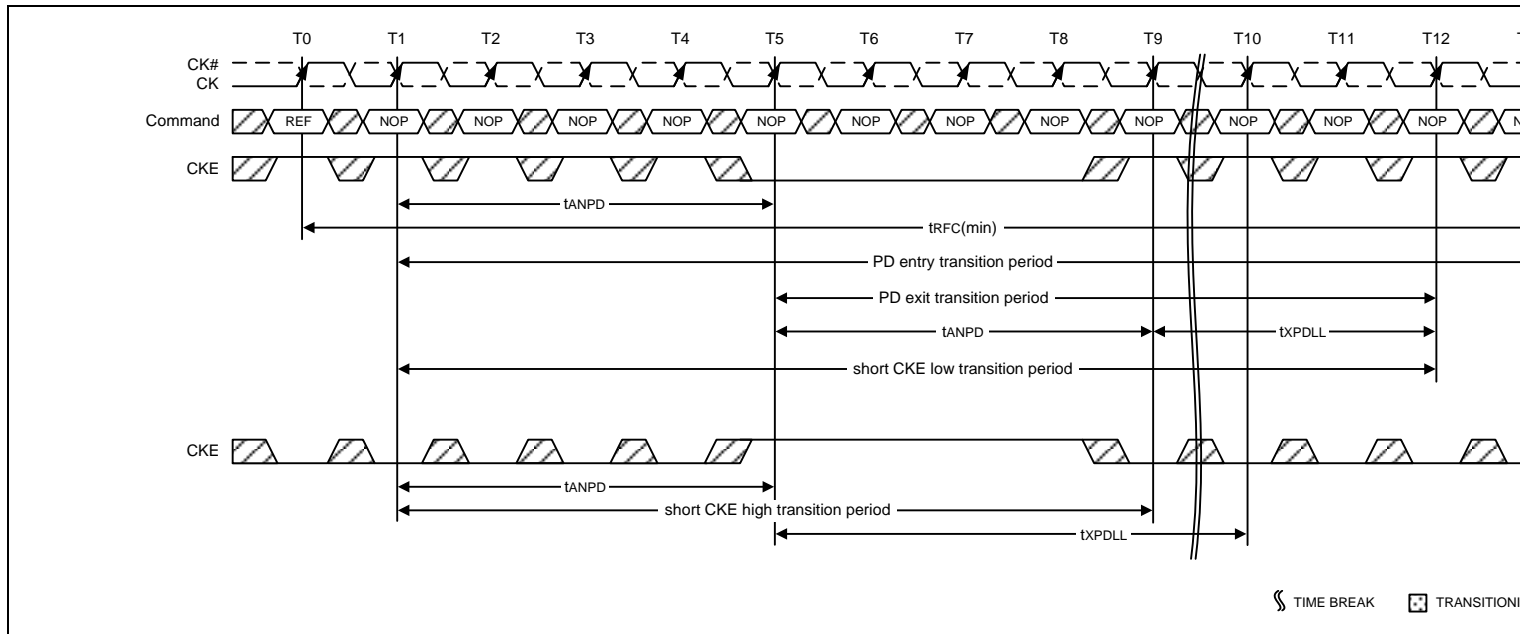 T0 T1 T2 T3 T4 T5 T6 T7 T8 T9 T10 T11 T12
CK#
CK
Command REF NOP NOP NOP NOP NOP NOP NOP NOP NOP NOP NOP NOP
CKE
tANPD
tRFC(min)
PD entry transition period
PD exit transition period
tANPD tXPDLL
short CKE low transition period
CKE
tANPD
short CKE high transition period
tXPDLL
TIME BREAK TRANSITIONI